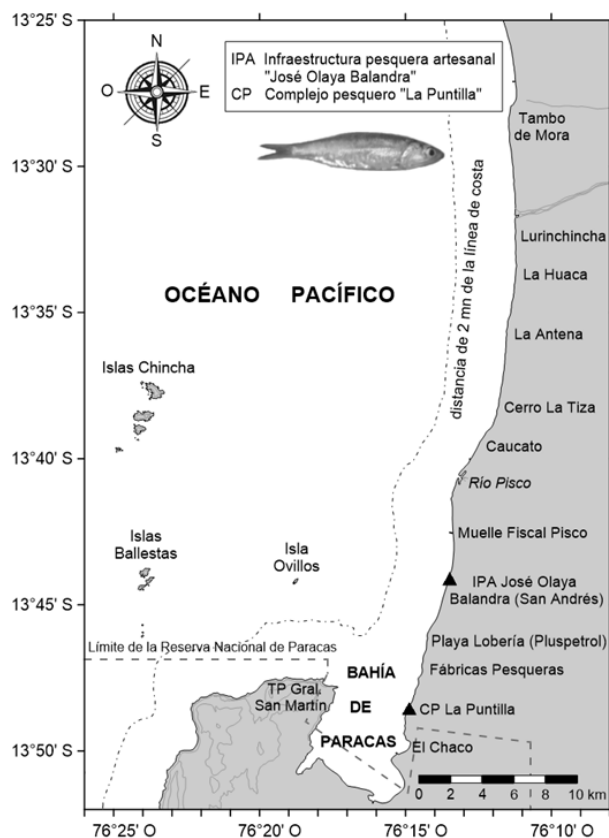 13°25' S
13°30' S
13°35' S
13°40' S
13°45' S
13°50' S
N
O
E
S
IPA Infraestructura pesquera artesanal
"José Olaya Balandra"
CP Complejo pesquero "La Puntilla"
Tambo
de Mora
Lurinchincha
La Huaca
La Antena
Cerro La Tiza
Caucato
Río Pisco
Muelle Fiscal Pisco
IPA José Olaya
Balandra (San Andrés)
Playa Lobería (Pluspetrol)
Fábricas Pesqueras
CP La Puntilla
El Chaco
distancia de 2 mn de la línea de costa
OCÉANO PACÍFICO
Islas Chincha
Islas
Ballestas
Isla
Ovillos
Límite de la Reserva Nacional de Paracas
TP Gral
San Martín
BAHÍA
DE
PARACAS
0 2 4 6 8 10 km
76°25' O
76°20' O
76°15' O
76°10' O